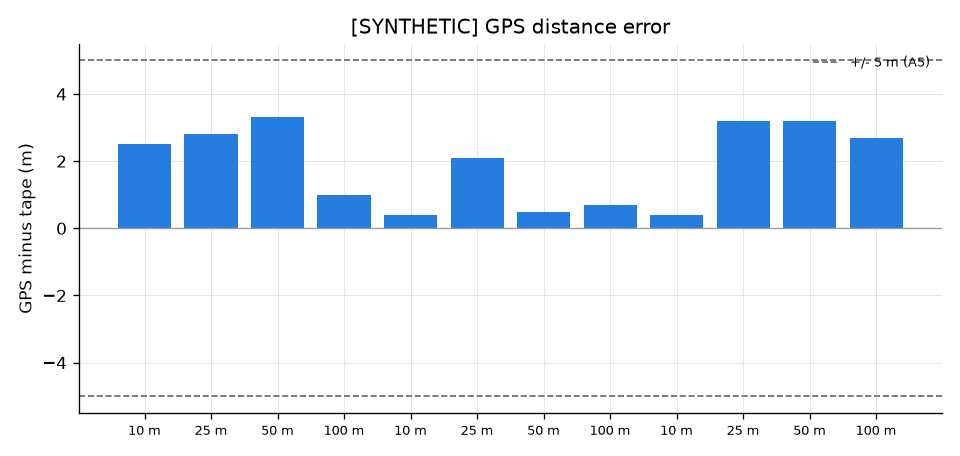 [SYNTHETIC] GPS distance error
+/- 5 m (A5)
GPS minus tape (m)
4
2
0
−2
−4
10 m 25 m 50 m 100 m 10 m 25 m 50 m 100 m 10 m 25 m 50 m 100 m